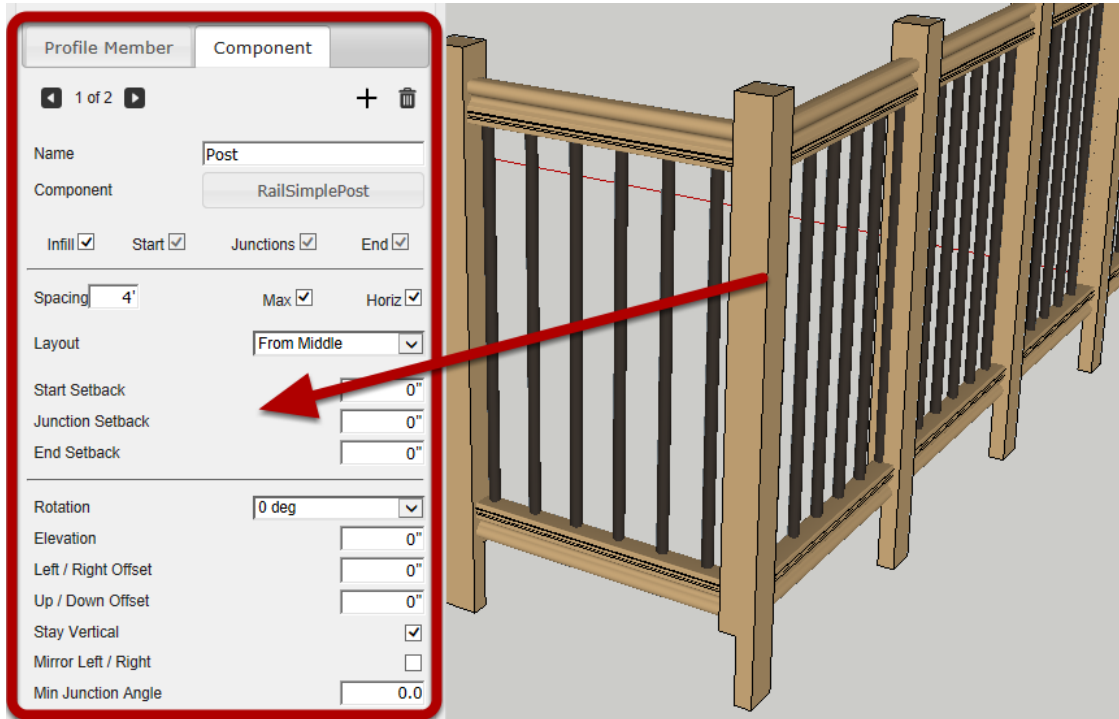 Profile Member Component
1 of 2
Name Post
Component RailSimplePost
Infill Start Junctions End
Spacing 4' Max Horiz
Layout From Middle
Start Setback 0"
Junction Setback 0"
End Setback 0"
Rotation 0 deg
Elevation 0"
Left / Right Offset 0"
Up / Down Offset 0"
Stay Vertical
Mirror Left / Right
Min Junction Angle 0.0